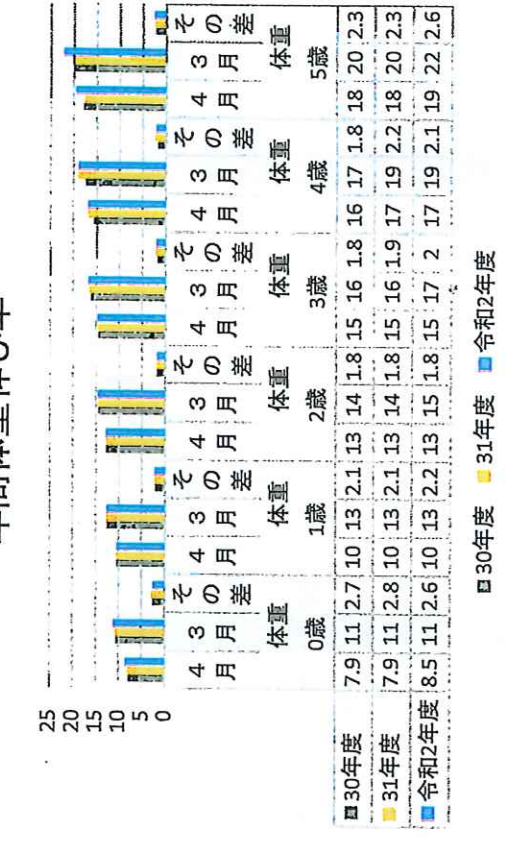 25
20
15
10
5
0
4月 3月 その差 4月 3月 その差 4月 3月 その差 4月 3月 その差 4月 3月 その差 4月 3月 その差
体重 体重 体重 体重 体重 体重
0歳 1歳 2歳 3歳 4歳 5歳
30年度 7.9 11 2.7 10 13 2.1 13 14 1.8 15 16 1.8 16 17 1.8 18 20 2.3
31年度 7.9 11 2.8 10 13 2.1 13 14 1.8 15 16 1.9 17 19 2.2 18 20 2.3
令和2年度 8.5 11 2.6 10 13 2.2 13 15 1.8 15 17 2 17 19 2.1 19 22 2.6
30年度 31年度 令和2年度